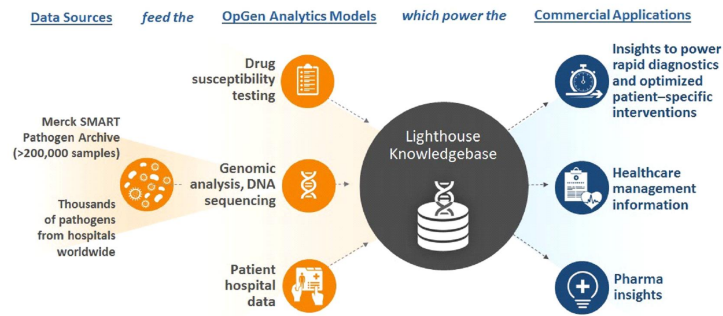 Data Sources feed the OpGen Analytics Models which power the Commercial Applications
Merck SMART
Pathogen Archive
(>200,000 samples)
Thousands
of pathogens
from hospitals
worldwide
Drug
susceptibility
testing
Genomic
analysis, DNA
sequencing
Patient
hospital
data
Lighthouse
Knowledgebase
Insights to power
rapid diagnostics
and optimized
patient–specific
interventions
Healthcare
management
information
Pharma
insights